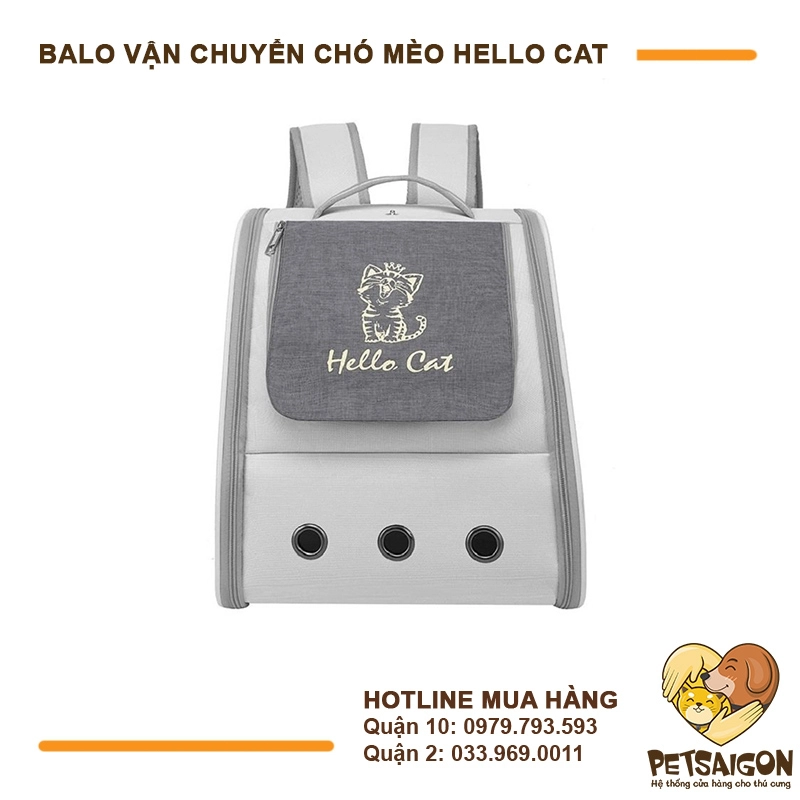 BALO VẬN CHUYỂN CHÓ MÈO HELLO CAT
Hello Cat
HOTLINE MUA HÀNG
Quận 10: 0979.793.593
Quận 2: 033.969.0011
PETSAIGON
Hệ thống cửa hàng cho thú cưng